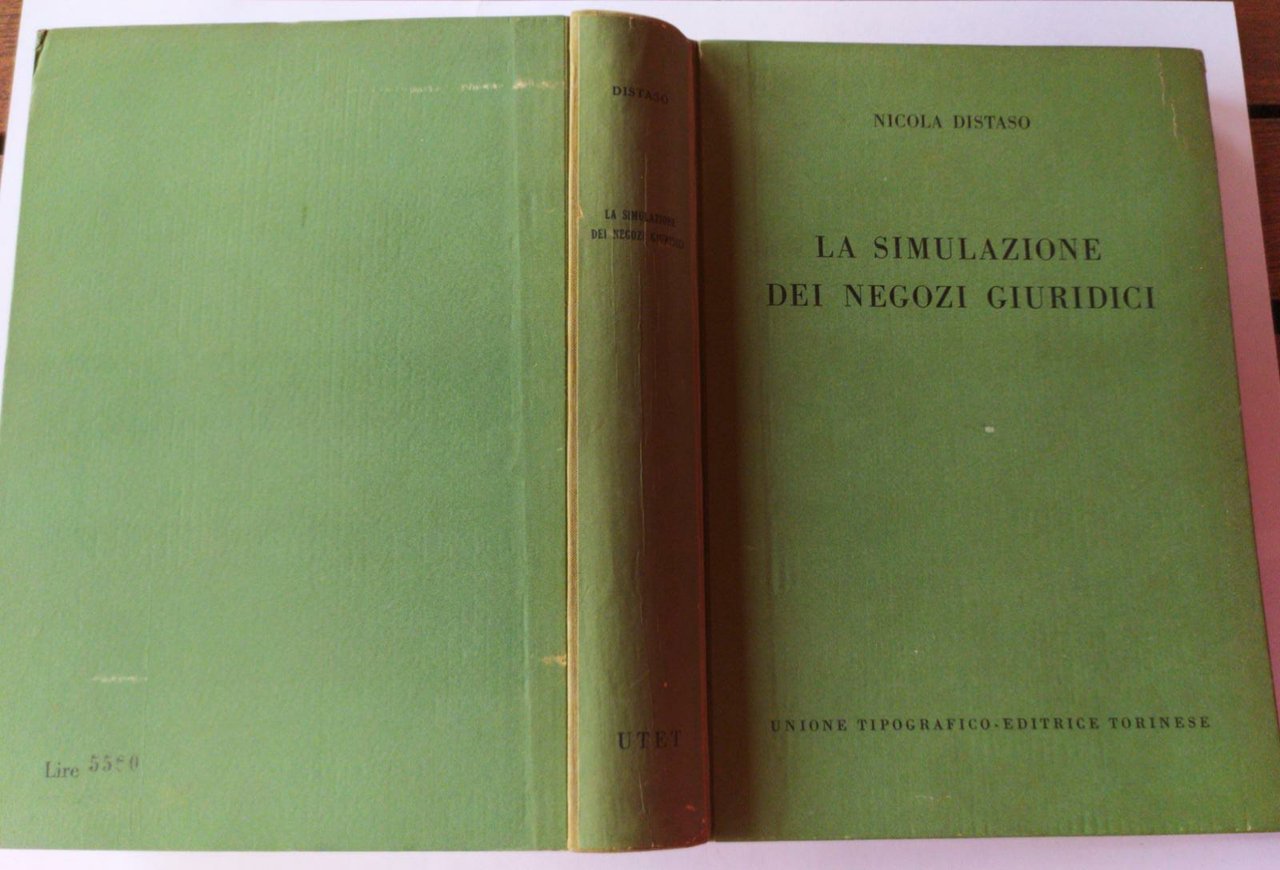 NICOLA DISTASO
LA SIMULAZIONE
DEI NEGOZI GIURIDICI
UNIONE TIPOGRAFICO-EDITRICE TORINESE
DISTASO
LA SIMULAZIONE
DEI NEGOZI GIURIDICI
UTET
Lire